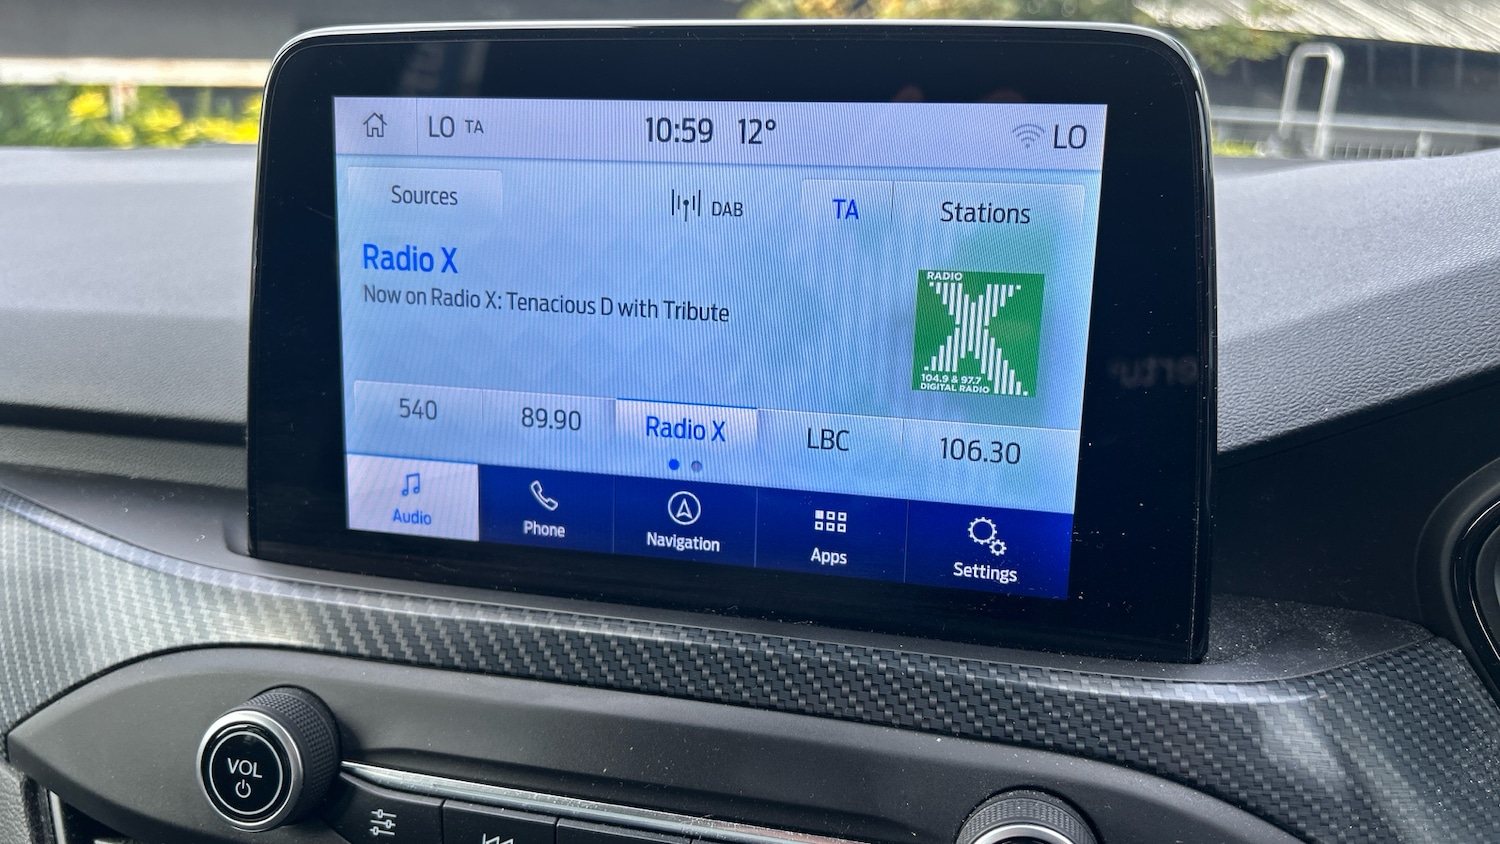 LO TA 10:59 12° LO
Sources DAB TA Stations
Radio X
Now on Radio X: Tenacious D with Tribute
RADIO
X
104.9 & 97.7
DIGITAL RADIO
540 89.90 Radio X LBC 106.30
Audio Phone Navigation Apps Settings
VOL